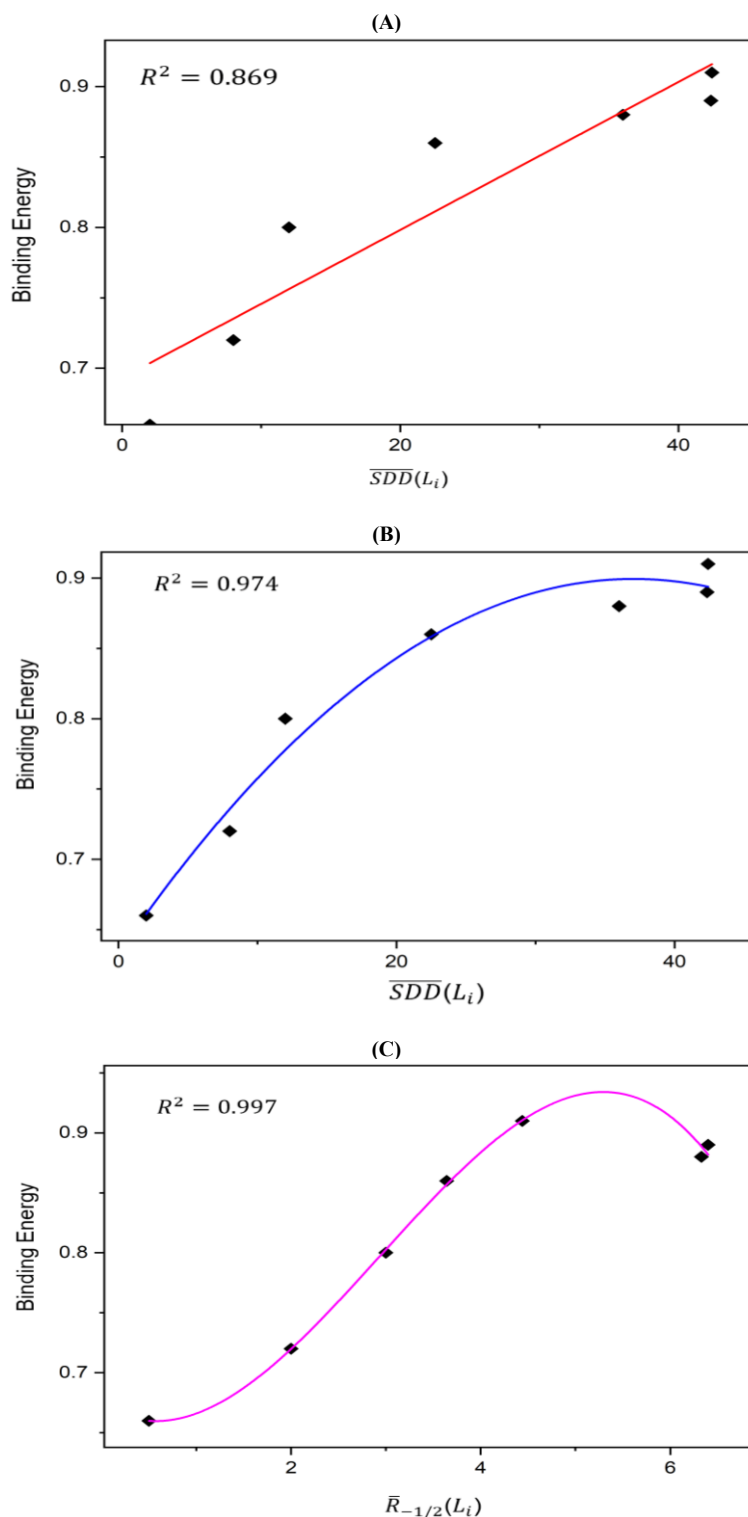 (A)
R² = 0.869
0.9
0.8
0.7
Binding Energy
0 20 40
S̅D̅D̅(Lᵢ)
(B)
R² = 0.974
0.9
0.8
0.7
Binding Energy
0 20 40
S̅D̅D̅(Lᵢ)
(C)
R² = 0.997
0.9
0.8
0.7
Binding Energy
2 4 6
R̅₋₁/₂(Lᵢ)